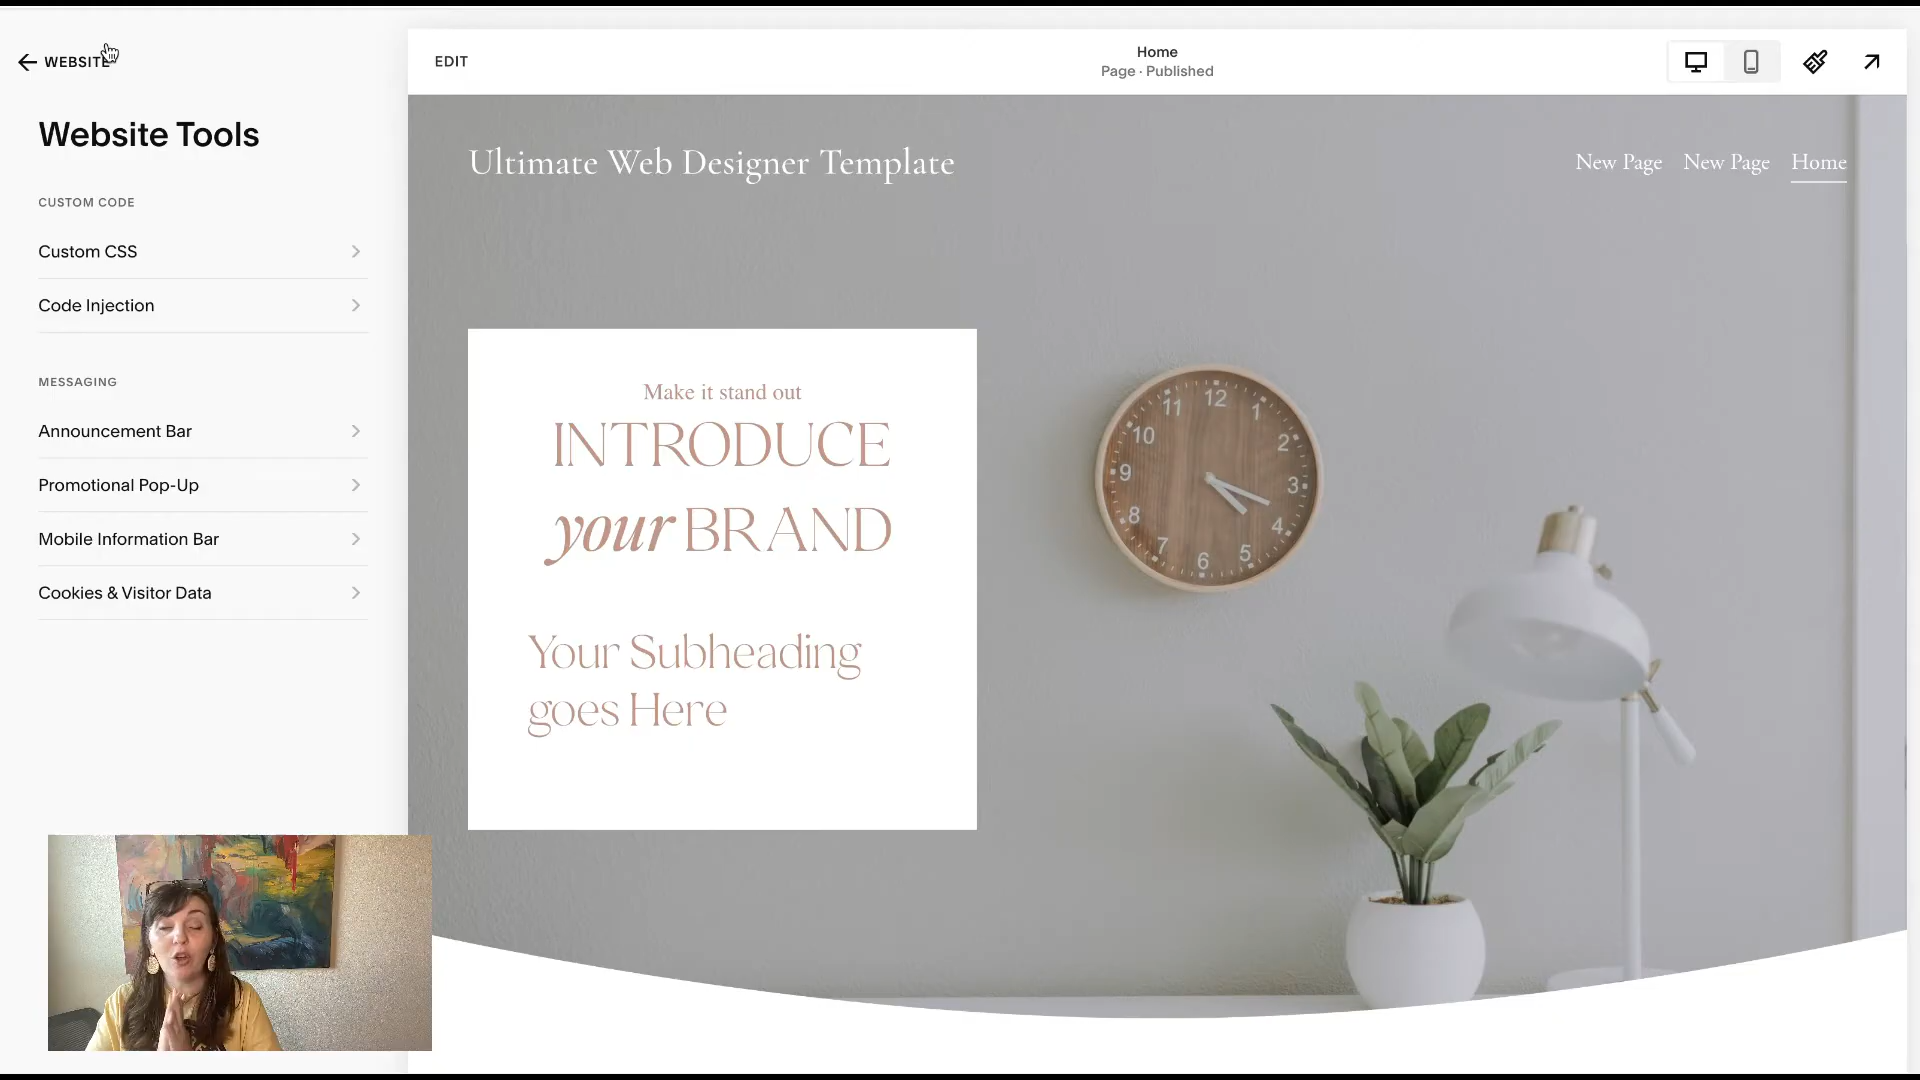 WEBSITE
Website Tools
CUSTOM CODE
Custom CSS
Code Injection
MESSAGING
Announcement Bar
Promotional Pop-Up
Mobile Information Bar
Cookies & Visitor Data
EDIT
Home
Page · Published
Ultimate Web Designer Template
New Page New Page Home
Make it stand out
INTRODUCE
your BRAND
Your Subheading
goes Here
12
1
2
3
4
5
6
7
8
9
10
11